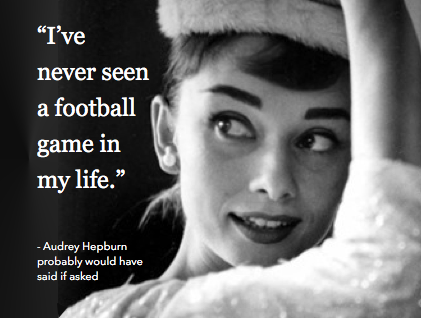 “I’ve
never seen
a football
game in
my life.”
- Audrey Hepburn
probably would have
said if asked